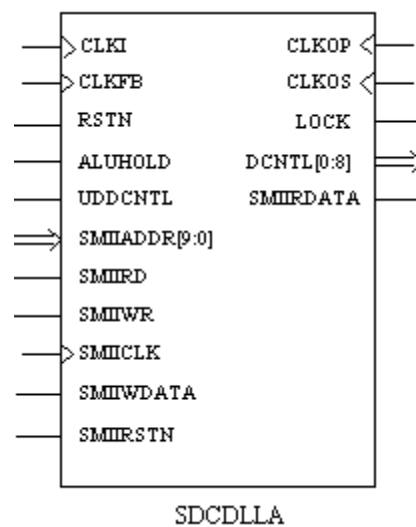 CLKI CLKOP
CLKFB CLKOS
RSTN LOCK
ALUHOLD DCNTL[0:8]
UDDCNTL SMIIRDATA
SMIIADDR[9:0]
SMIIRD
SMIIWR
SMIICLK
SMIIWDATA
SMIIRSTN
SDCDLLA